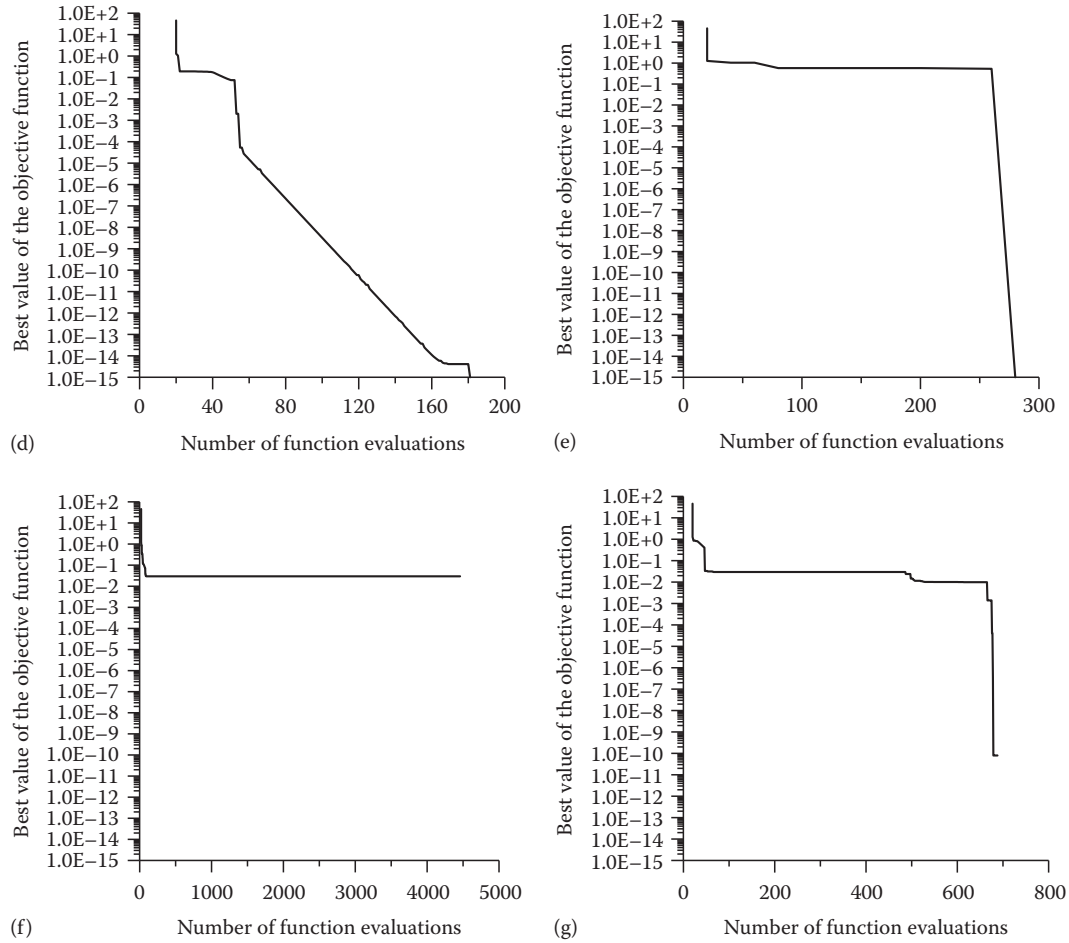 Best value of the objective function
1.0E+2
1.0E+1
1.0E+0
1.0E−1
1.0E−2
1.0E−3
1.0E−4
1.0E−5
1.0E−6
1.0E−7
1.0E−8
1.0E−9
1.0E−10
1.0E−11
1.0E−12
1.0E−13
1.0E−14
1.0E−15
0 40 80 120 160 200
(d) Number of function evaluations
Best value of the objective function
1.0E+2
1.0E+1
1.0E+0
1.0E−1
1.0E−2
1.0E−3
1.0E−4
1.0E−5
1.0E−6
1.0E−7
1.0E−8
1.0E−9
1.0E−10
1.0E−11
1.0E−12
1.0E−13
1.0E−14
1.0E−15
0 100 200 300
(e) Number of function evaluations
Best value of the objective function
1.0E+2
1.0E+1
1.0E+0
1.0E−1
1.0E−2
1.0E−3
1.0E−4
1.0E−5
1.0E−6
1.0E−7
1.0E−8
1.0E−9
1.0E−10
1.0E−11
1.0E−12
1.0E−13
1.0E−14
1.0E−15
0 1000 2000 3000 4000 5000
(f) Number of function evaluations
Best value of the objective function
1.0E+2
1.0E+1
1.0E+0
1.0E−1
1.0E−2
1.0E−3
1.0E−4
1.0E−5
1.0E−6
1.0E−7
1.0E−8
1.0E−9
1.0E−10
1.0E−11
1.0E−12
1.0E−13
1.0E−14
1.0E−15
0 200 400 600 800
(g) Number of function evaluations